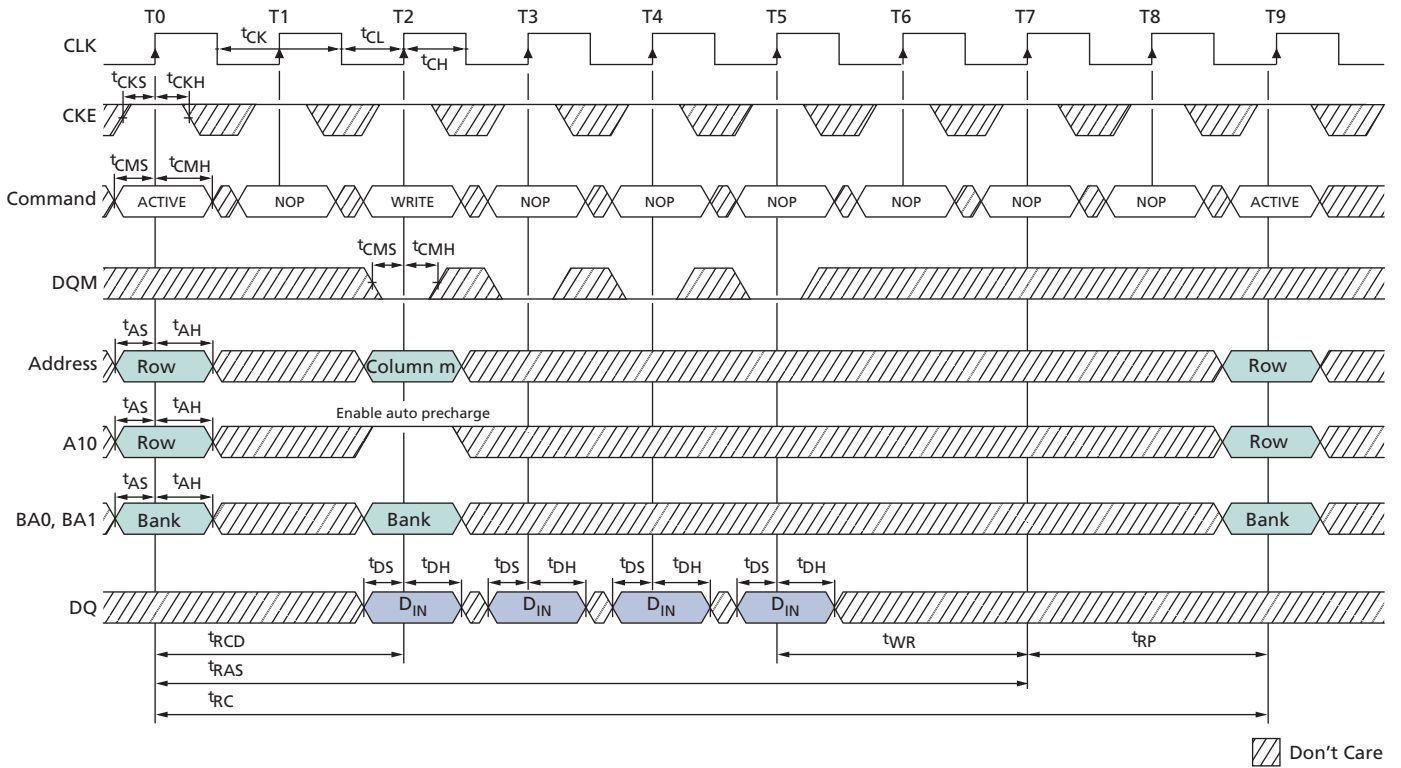 T0 T1 T2 T3 T4 T5 T6 T7 T8 T9
CLK tCK tCL tCH
tCKS tCKH
CKE
tCMS tCMH
Command ACTIVE NOP WRITE NOP NOP NOP NOP NOP NOP ACTIVE
tCMS tCMH
DQM
tAS tAH
Address Row Column m Row
tAS tAH Enable auto precharge
A10 Row Row
tAS tAH
BA0, BA1 Bank Bank Bank
tDS tDH tDS tDH tDS tDH tDS tDH
DQ DIN DIN DIN DIN
tRCD tWR tRP
tRAS
tRC
Don't Care